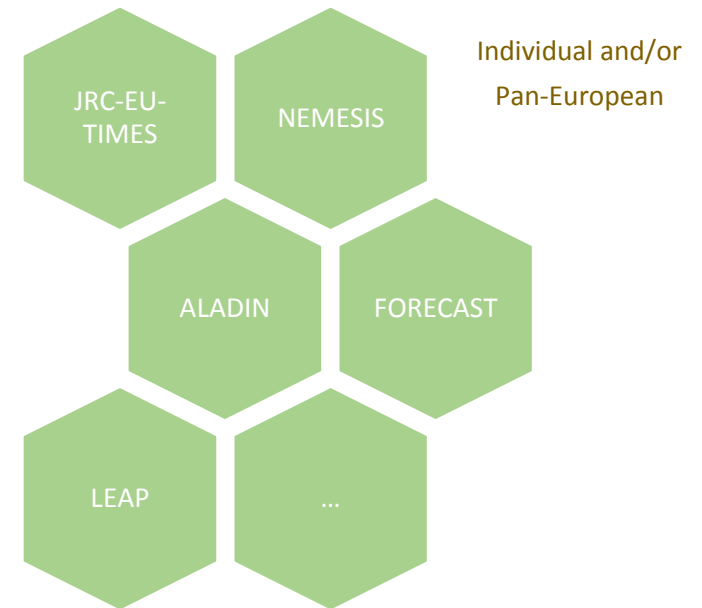 Individual and/or
Pan-European
JRC-EU-
TIMES
NEMESIS
ALADIN
FORECAST
LEAP
...